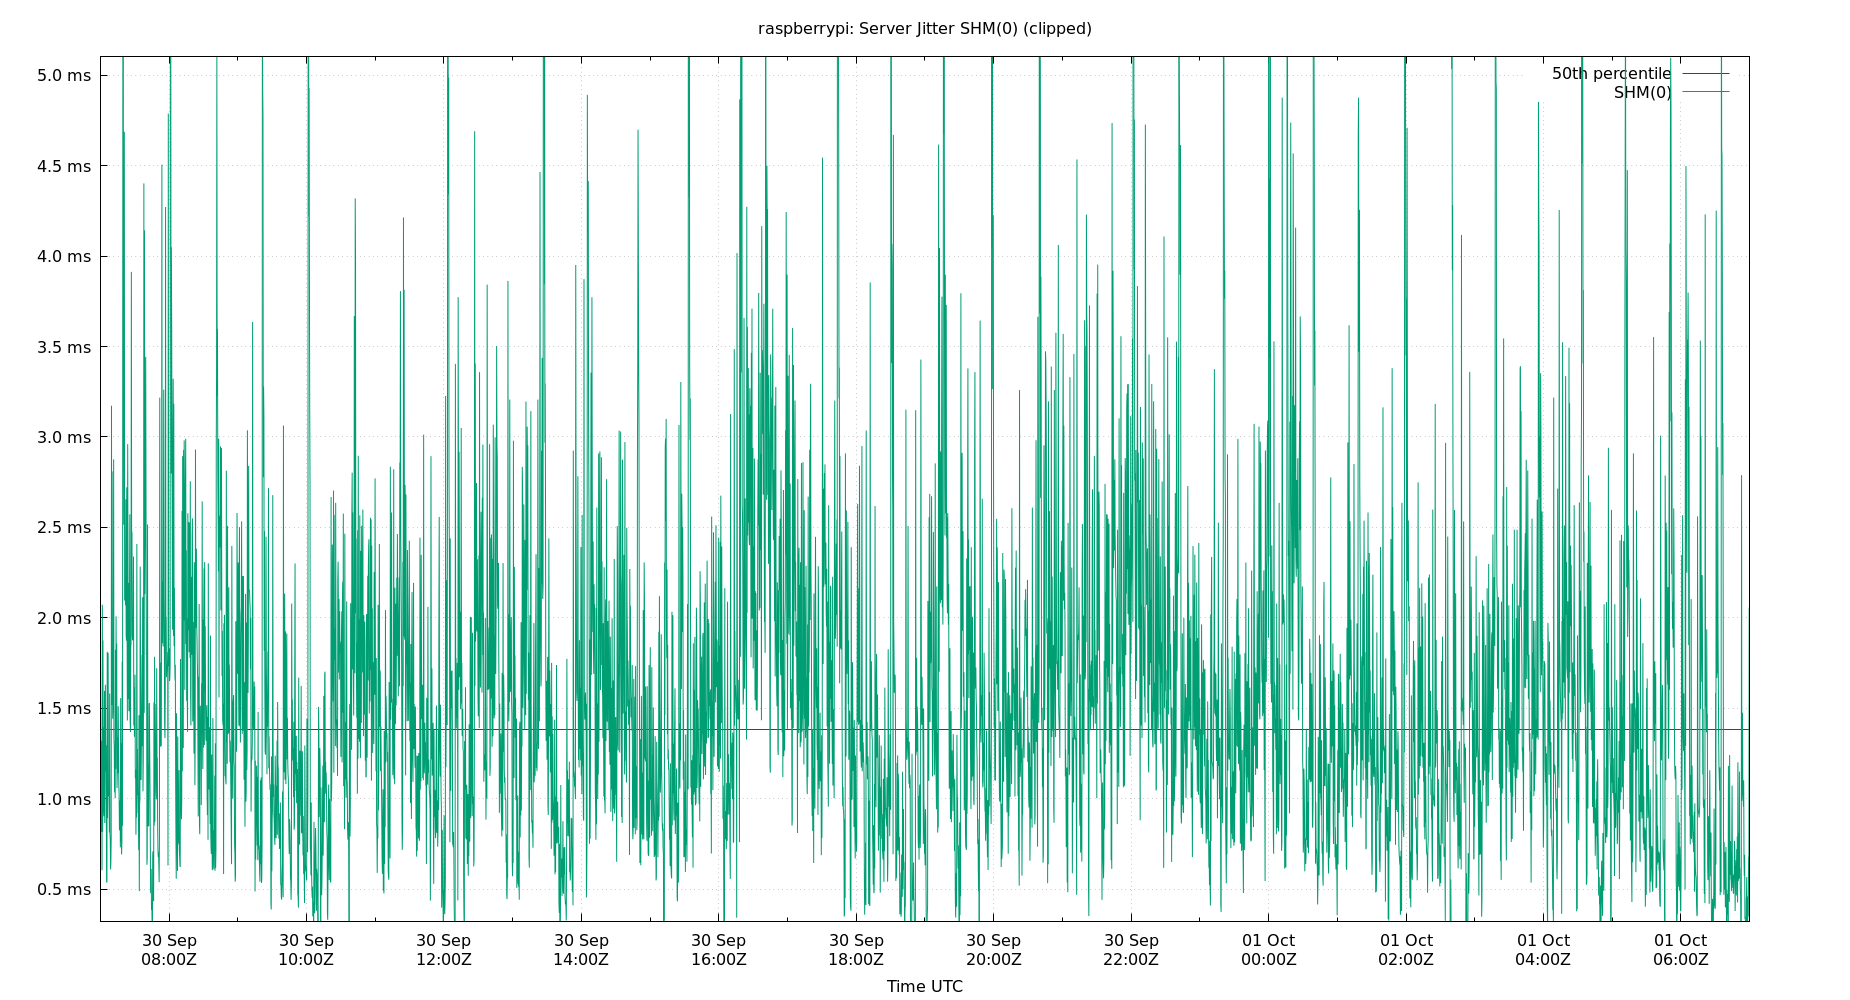 raspberrypi: Server Jitter SHM(0) (clipped)
5.0 ms
4.5 ms
4.0 ms
3.5 ms
3.0 ms
2.5 ms
2.0 ms
1.5 ms
1.0 ms
0.5 ms
50th percentile
SHM(0)
30 Sep 30 Sep 30 Sep 30 Sep 30 Sep 30 Sep 30 Sep 30 Sep 01 Oct 01 Oct 01 Oct 01 Oct
08:00Z 10:00Z 12:00Z 14:00Z 16:00Z 18:00Z 20:00Z 22:00Z 00:00Z 02:00Z 04:00Z 06:00Z
Time UTC